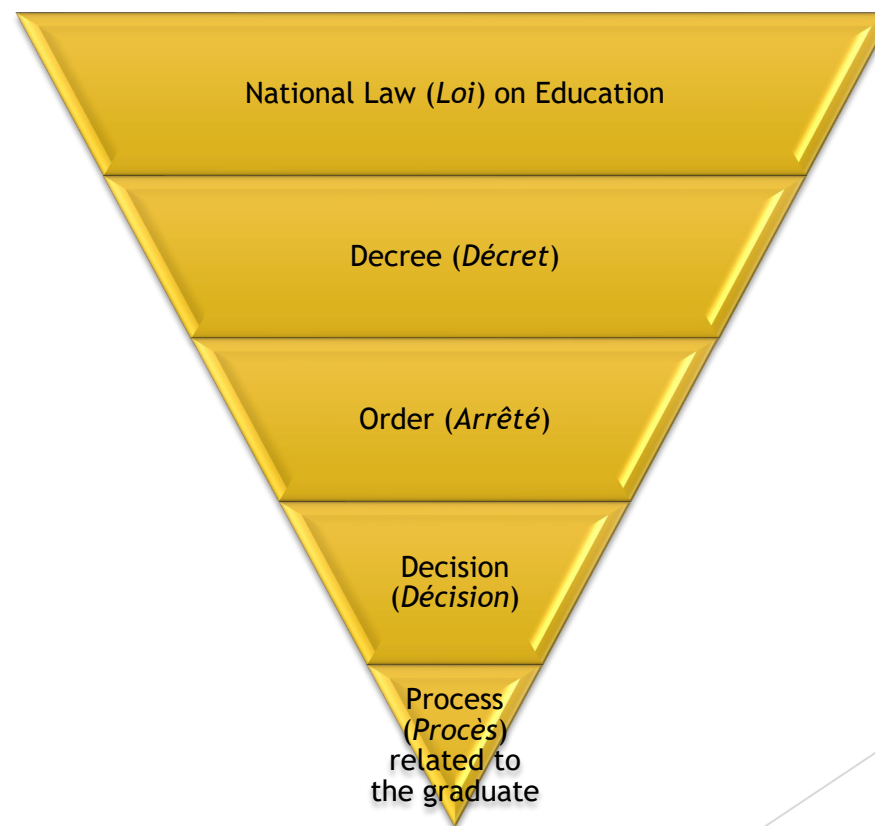 National Law (Loi) on Education
Decree (Décret)
Order (Arrêté)
Decision
(Décision)
Process
(Procès)
related to
the graduate